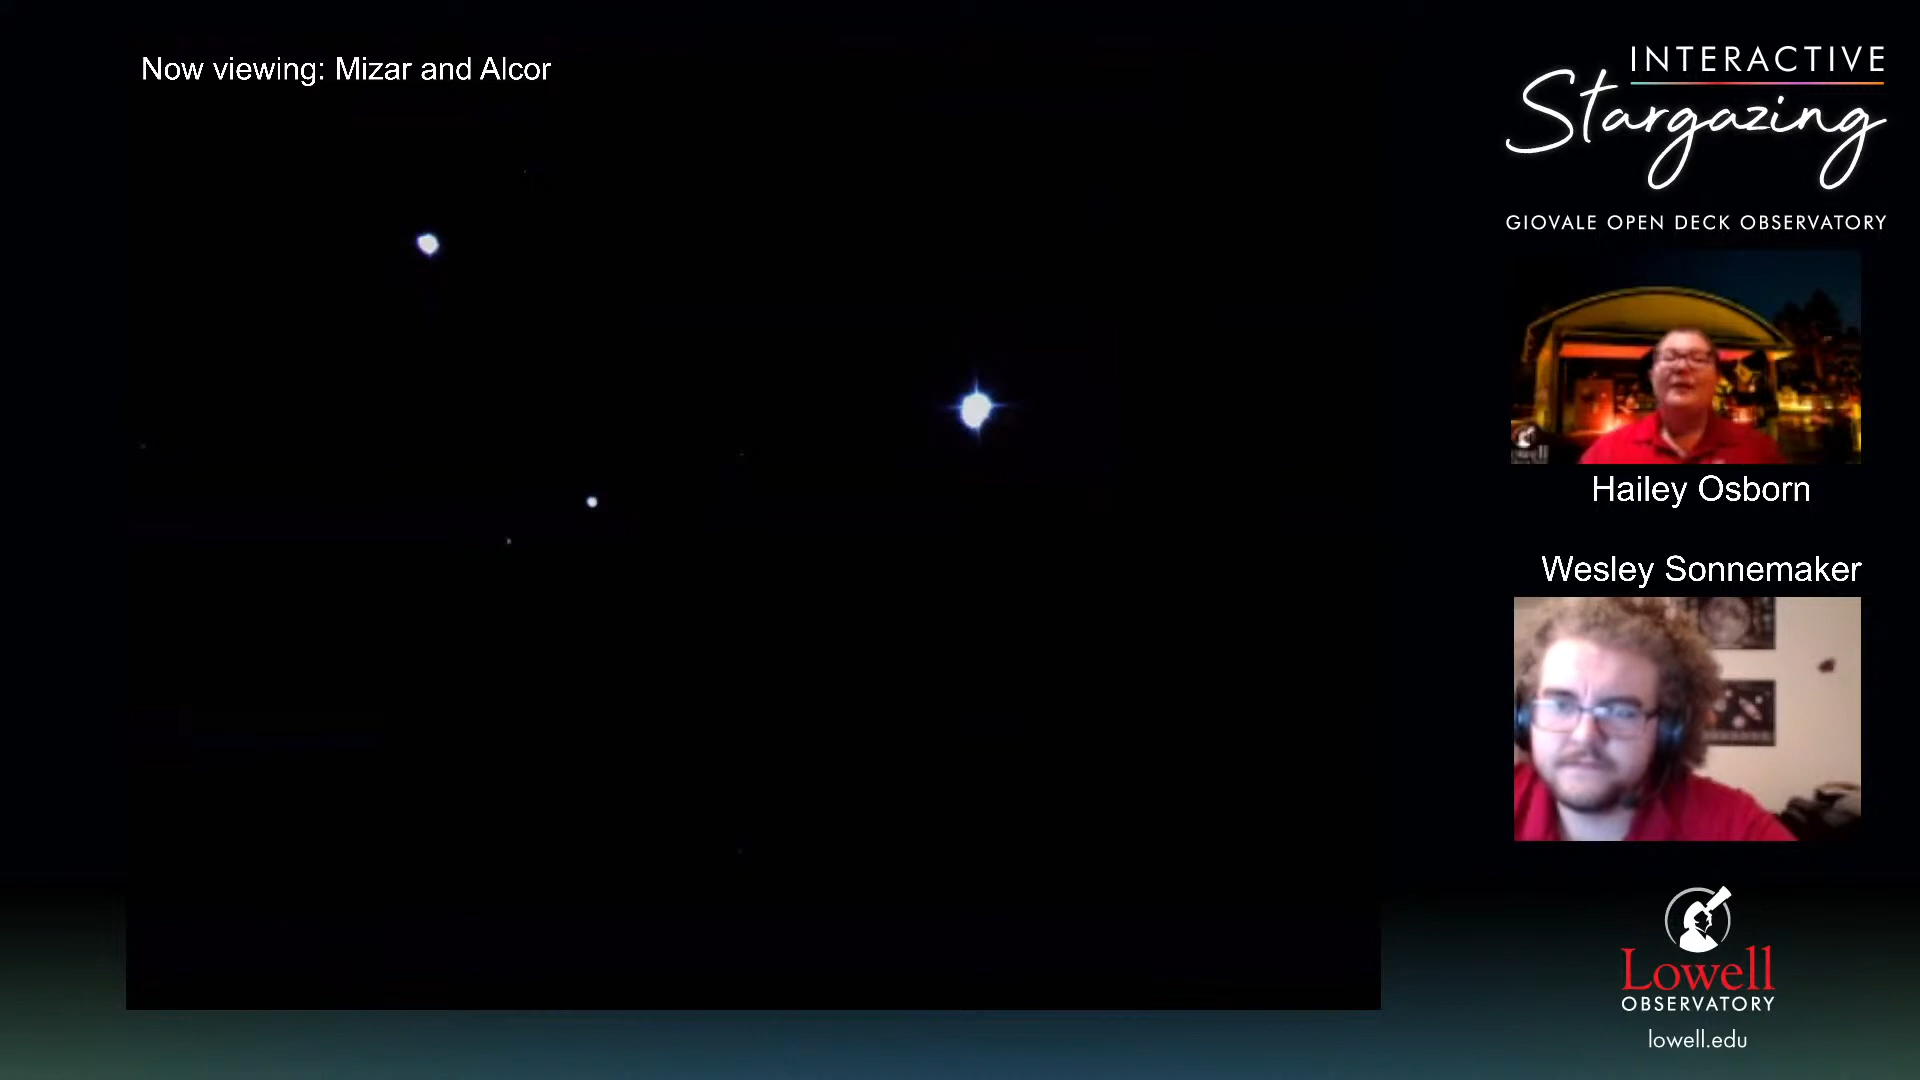 Now viewing: Mizar and Alcor
INTERACTIVE
Stargazing
GIOVALE OPEN DECK OBSERVATORY
Lowell
Hailey Osborn
Wesley Sonnemaker
Lowell
OBSERVATORY
lowell.edu